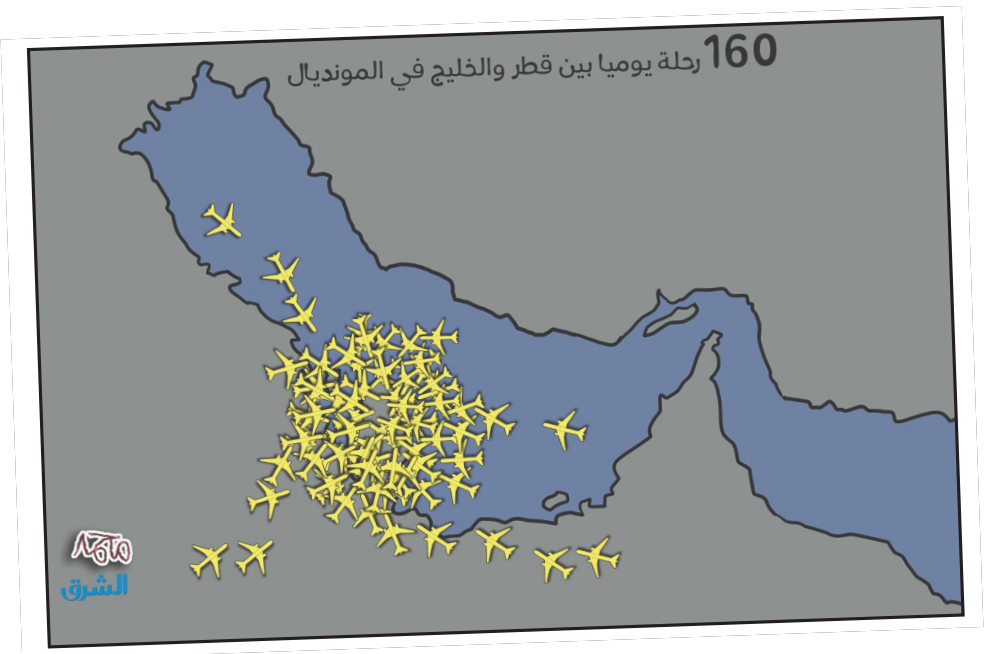 160 رحلة يوميا بين قطر والخليج في المونديال
الشرق